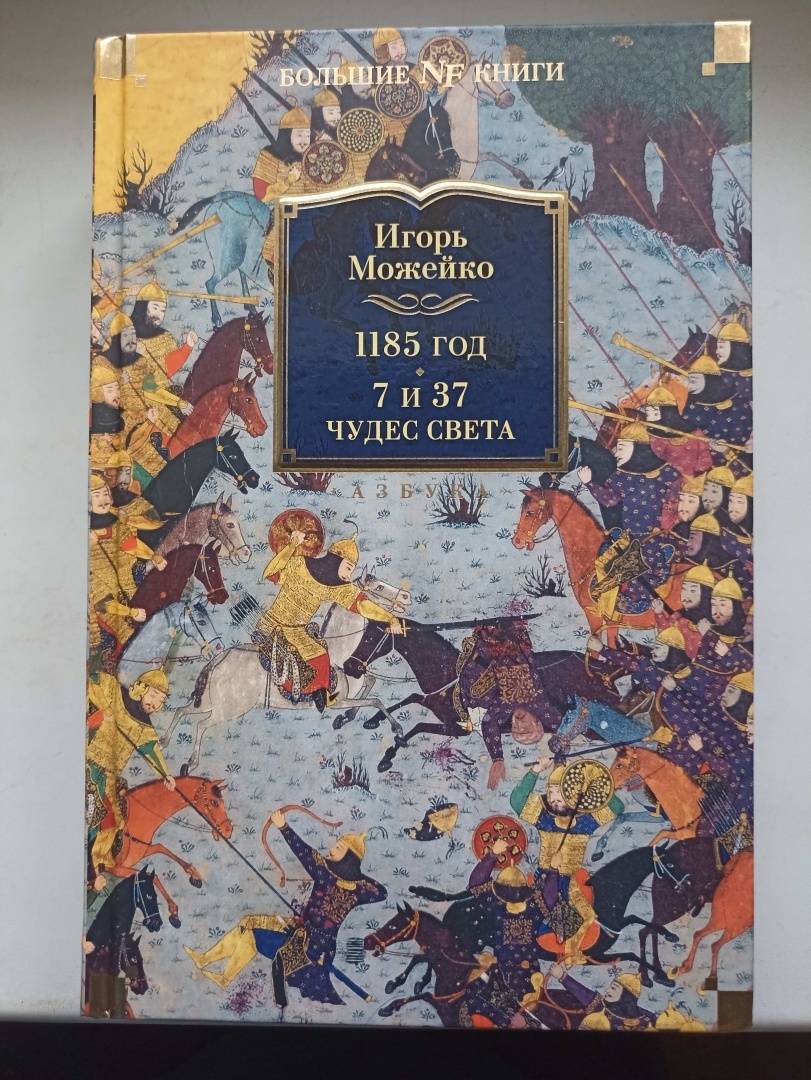 БОЛЬШИЕ NF КНИГИ
Игорь
Можейко
1185 год
7 и 37
ЧУДЕС СВЕТА
АЗБУКА